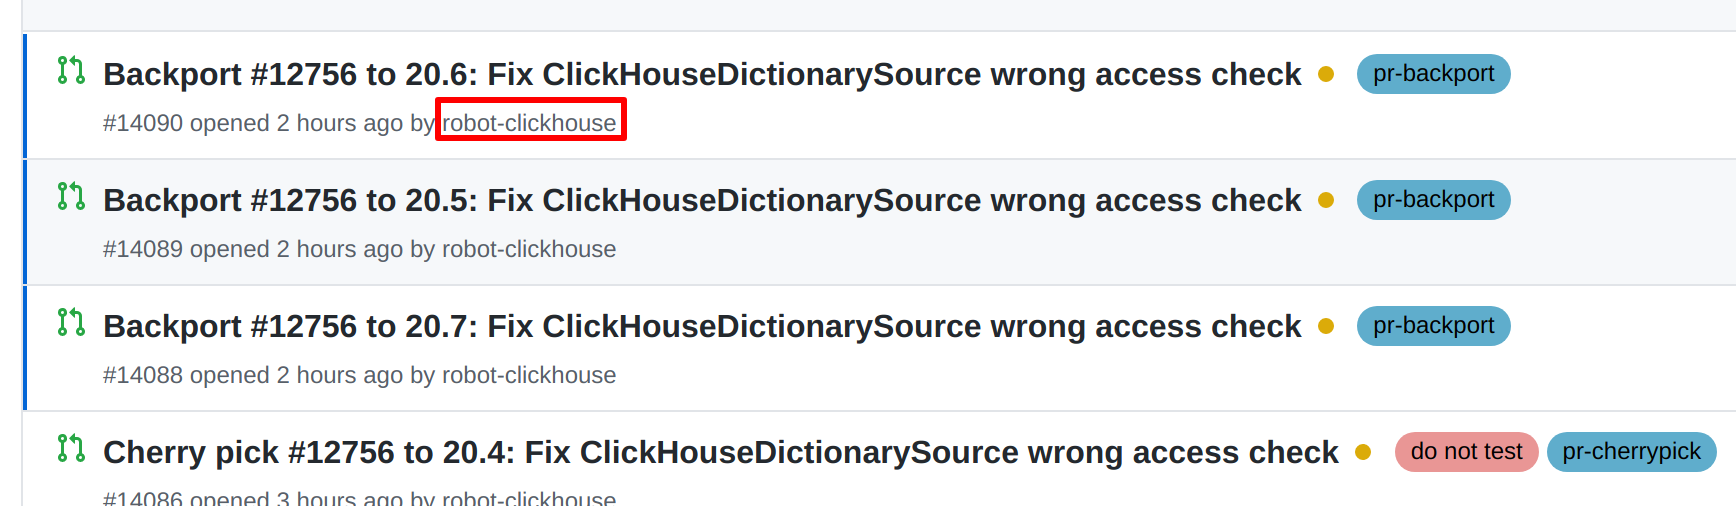 Backport #12756 to 20.6: Fix ClickHouseDictionarySource wrong access check pr-backport
#14090 opened 2 hours ago by robot-clickhouse
Backport #12756 to 20.5: Fix ClickHouseDictionarySource wrong access check pr-backport
#14089 opened 2 hours ago by robot-clickhouse
Backport #12756 to 20.7: Fix ClickHouseDictionarySource wrong access check pr-backport
#14088 opened 2 hours ago by robot-clickhouse
Cherry pick #12756 to 20.4: Fix ClickHouseDictionarySource wrong access check do not test pr-cherrypick
#14086 opened 3 hours ago by robot-clickhouse